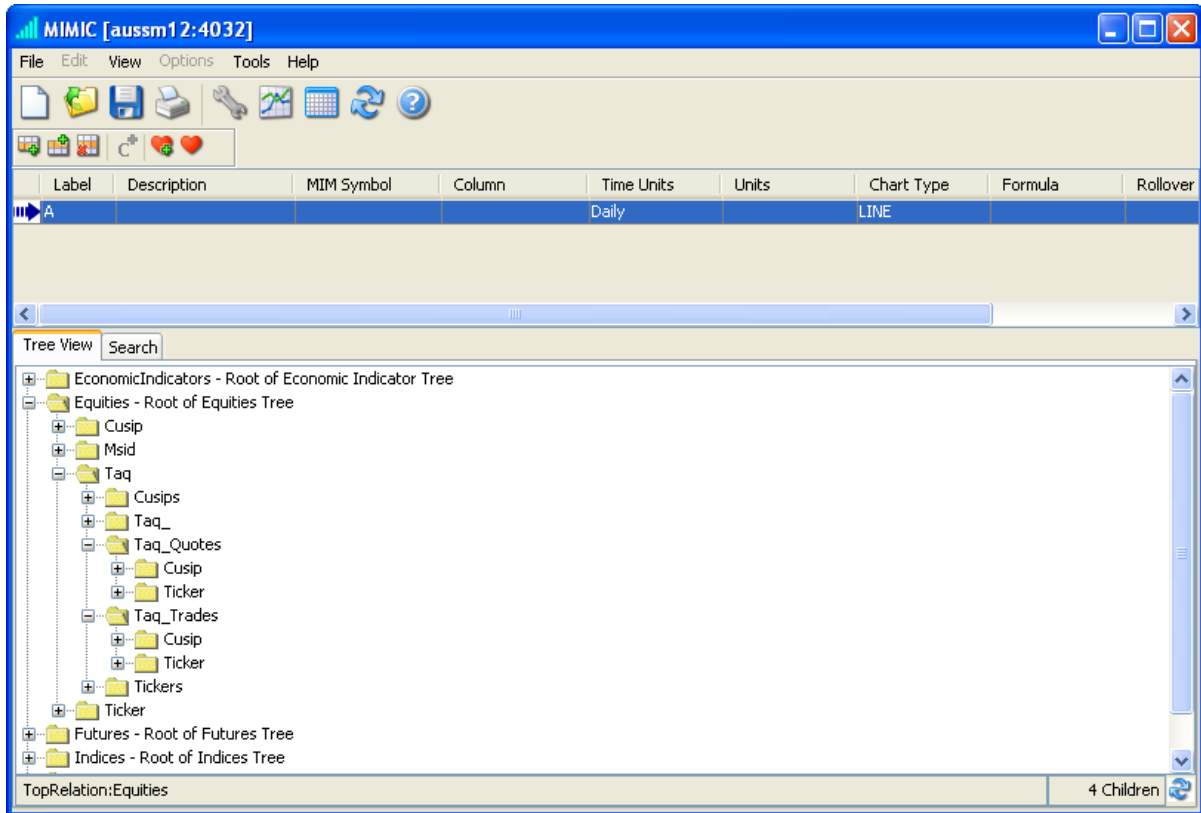 MIMIC [aussm12:4032]
File Edit View Options Tools Help
Label Description MIM Symbol Column Time Units Units Chart Type Formula Rollover
A Daily LINE
Tree View Search
EconomicIndicators - Root of Economic Indicator Tree
Equities - Root of Equities Tree
Cusip
Msid
Taq
Cusips
Taq_
Taq_Quotes
Cusip
Ticker
Taq_Trades
Cusip
Ticker
Tickers
Ticker
Futures - Root of Futures Tree
Indices - Root of Indices Tree
TopRelation:Equities 4 Children